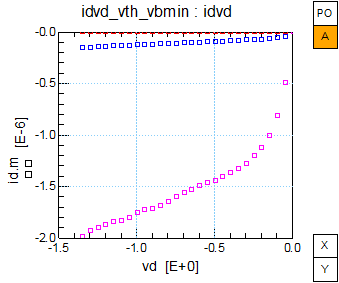 idvd_vth_vbmin : idvd
PO
A
-0.0
-0.5
-1.0
-1.5
-2.0
id.m [E-6]
-1.5
-1.0
-0.5
0.0
vd [E+0]
X
Y